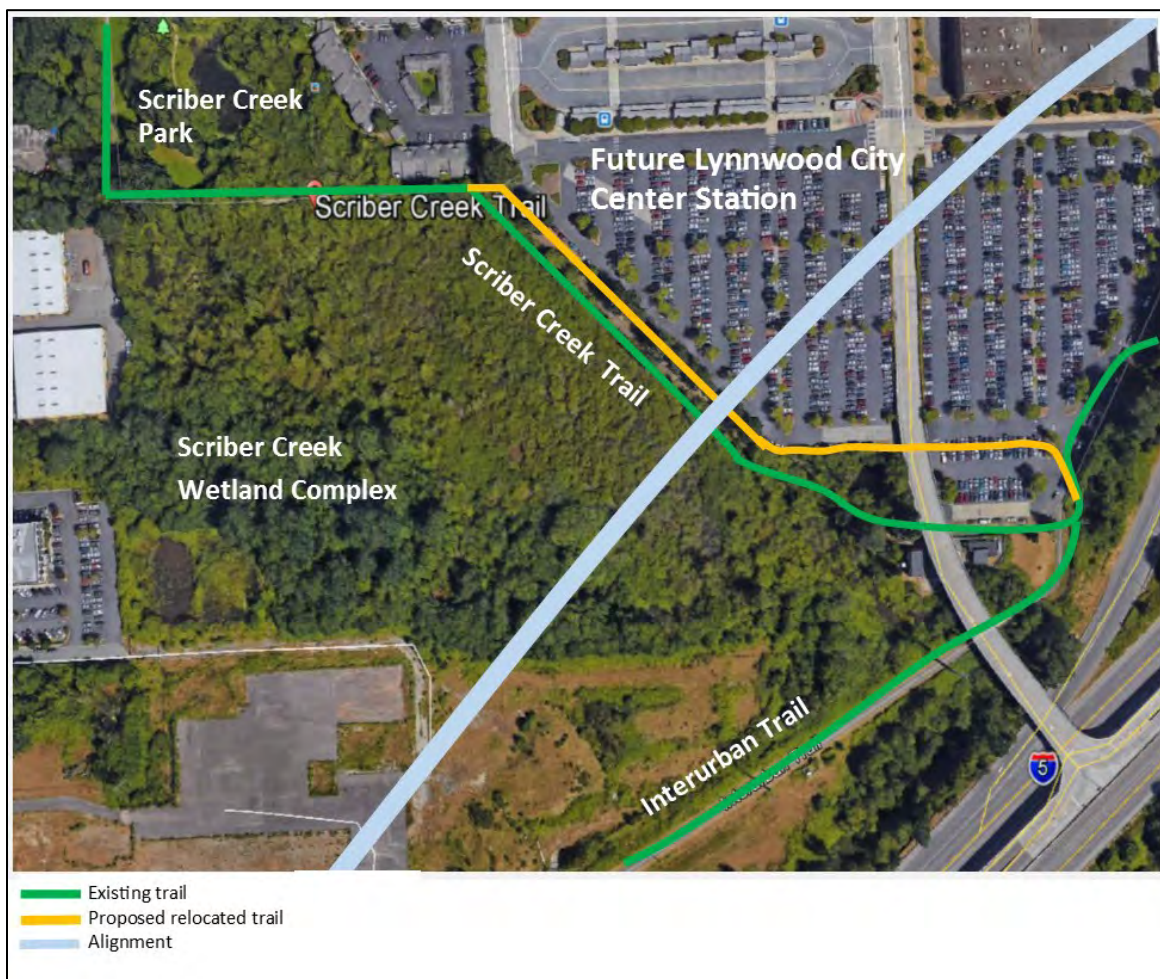 Scriber Creek
Park
Future Lynnwood City
Center Station
Scriber Creek Trail
Scriber Creek Trail
Scriber Creek
Wetland Complex
Interurban Trail
5
Existing trail
Proposed relocated trail
Alignment